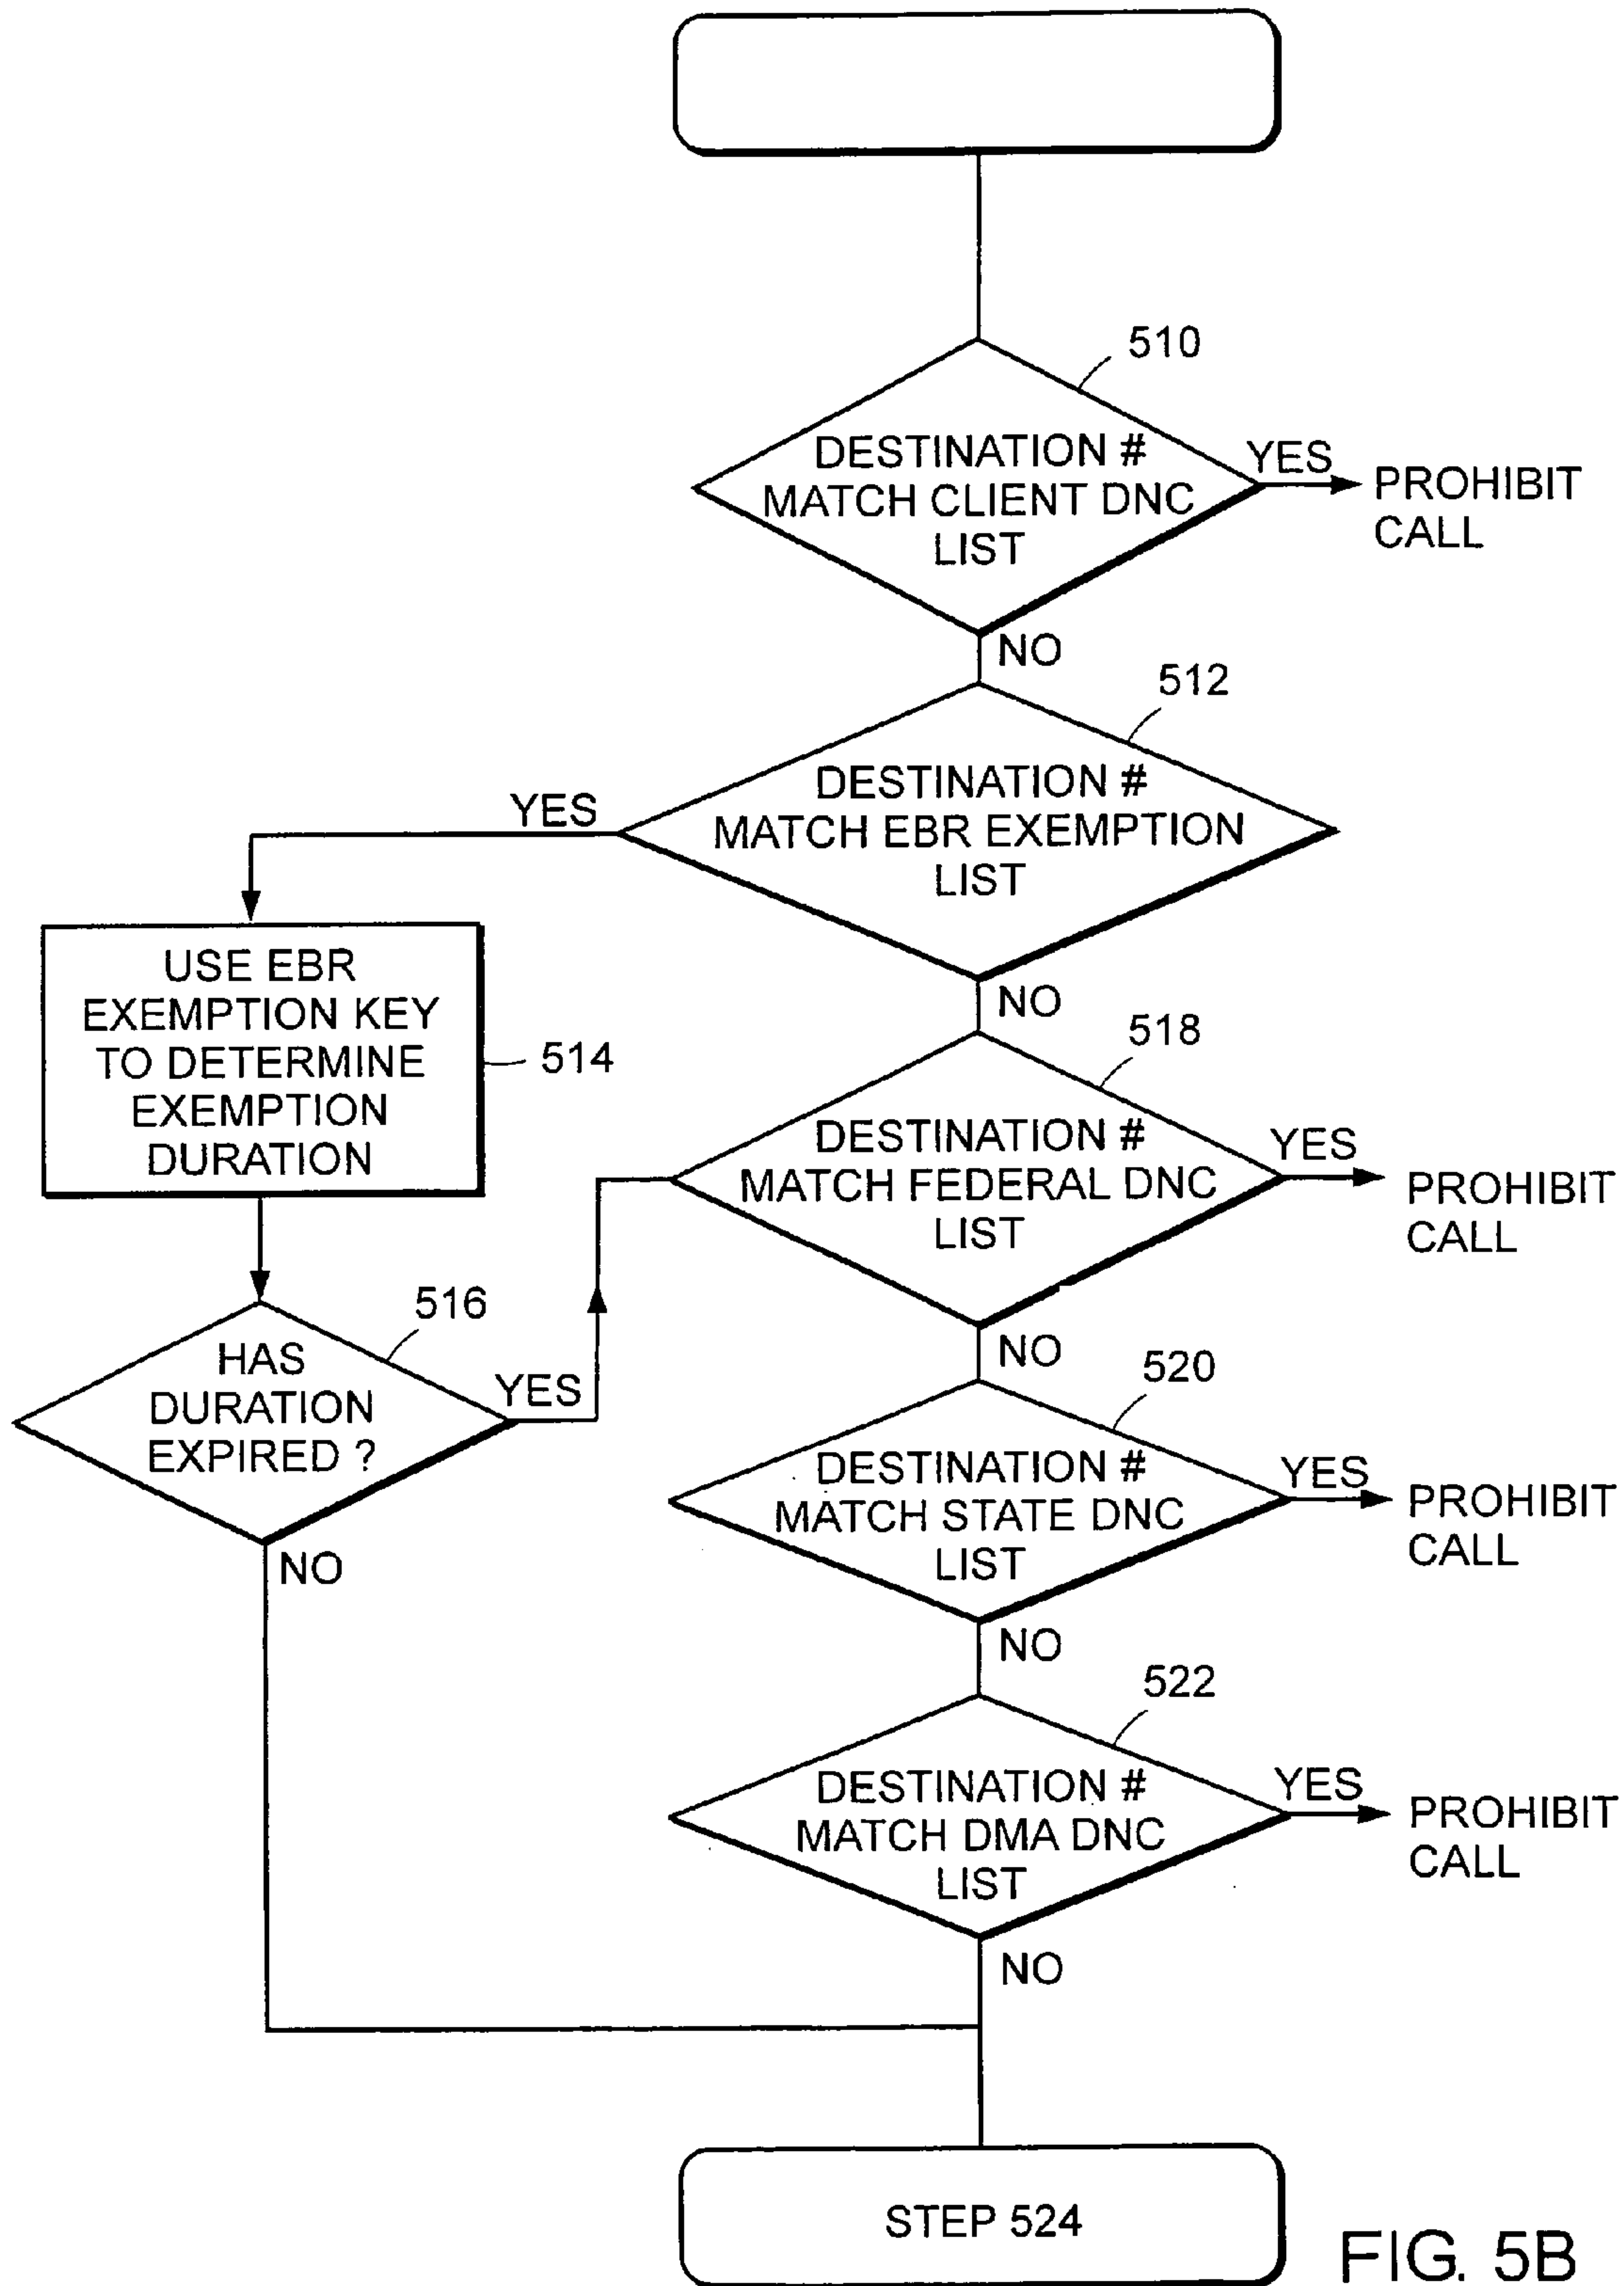 510
DESTINATION #
MATCH CLIENT DNC
LIST
YES
PROHIBIT
CALL
NO
512
DESTINATION #
MATCH EBR EXEMPTION
LIST
YES
NO
USE EBR
EXEMPTION KEY
TO DETERMINE
EXEMPTION
DURATION
514
518
DESTINATION #
MATCH FEDERAL DNC
LIST
YES
PROHIBIT
CALL
NO
516
HAS
DURATION
EXPIRED ?
YES
NO
520
DESTINATION #
MATCH STATE DNC
LIST
YES
PROHIBIT
CALL
NO
522
DESTINATION #
MATCH DMA DNC
LIST
YES
PROHIBIT
CALL
NO
STEP 524
FIG. 5B